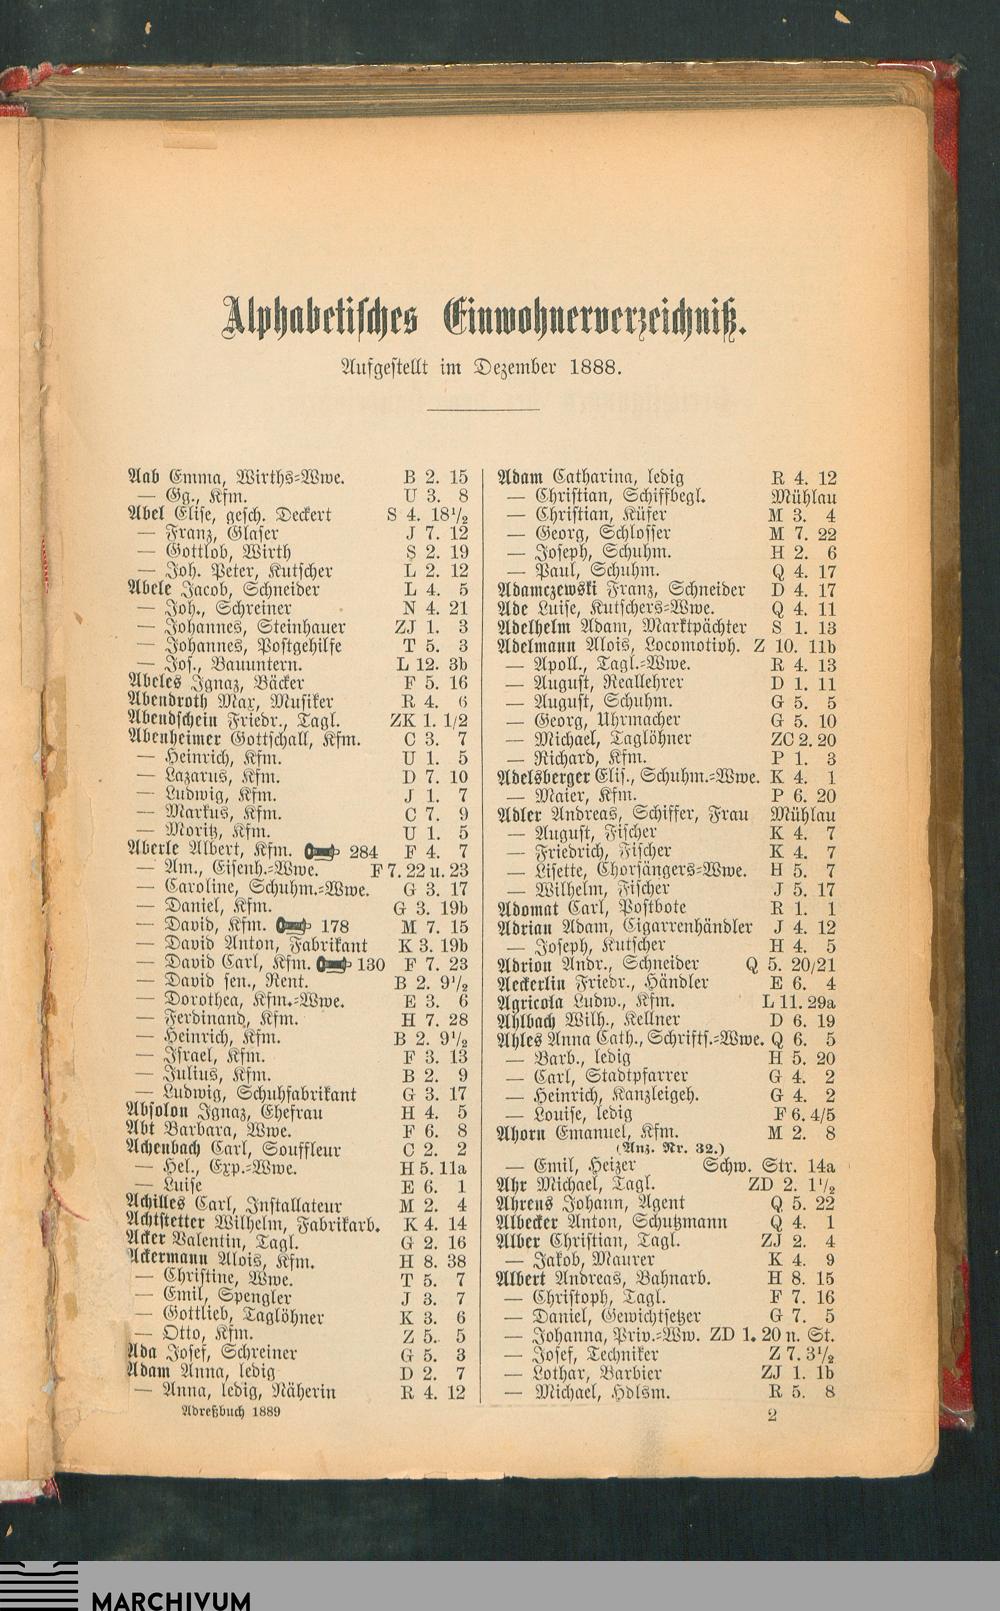 Alphabetisches Einwohnerverzeichniß.
Aufgestellt im Dezember 1888.
Aab Emma, Wirths-Wwe. B 2. 15
— Gg., Kfm. U 3. 8
Abel Elise, gesch. Deckert S 4. 18½
— Franz, Glaser J 7. 12
— Gottlob, Wirth S 2. 19
— Joh. Peter, Kutscher L 2. 12
Abele Jacob, Schneider L 4. 5
— Joh., Schreiner N 4. 21
— Johannes, Steinhauer ZJ 1. 3
— Johannes, Postgehilfe T 5. 3
— Jos., Bauuntern. L 12. 3b
Abeles Ignaz, Bäcker F 5. 16
Abendroth Max, Musiker R 4. 6
Abendschein Friedr., Tagl. ZK 1. 1/2
Abenheimer Gottschall, Kfm. C 3. 7
— Heinrich, Kfm. U 1. 5
— Lazarus, Kfm. D 7. 10
— Ludwig, Kfm. J 1. 7
— Markus, Kfm. C 7. 9
— Moritz, Kfm. U 1. 5
Aberle Albert, Kfm. 284 F 4. 7
— Am., Eisenh.-Wwe. F 7. 22 u. 23
— Caroline, Schuhm.-Wwe. G 3. 17
— Daniel, Kfm. G 3. 19b
— David, Kfm. 178 M 7. 15
— David Anton, Fabrikant K 3. 19b
— David Carl, Kfm. 130 F 7. 23
— David sen., Rent. B 2. 9½
— Dorothea, Kfm.-Wwe. E 3. 6
— Ferdinand, Kfm. H 7. 28
— Heinrich, Kfm. B 2. 9½
— Israel, Kfm. F 3. 13
— Julius, Kfm. B 2. 9
— Ludwig, Schuhfabrikant G 3. 17
Absolon Ignaz, Ehefrau H 4. 5
Abt Barbara, Wwe. F 6. 8
Achenbach Carl, Souffleur C 2. 2
— Hel., Exp.-Wwe. H 5. 11a
— Luise E 6. 1
Achilles Carl, Installateur M 2. 4
Achtstetter Wilhelm, Fabrikarb. K 4. 14
Acker Valentin, Tagl. G 2. 16
Ackermann Alois, Kfm. H 8. 38
— Christine, Wwe. T 5. 7
— Emil, Spengler J 3. 7
— Gottlieb, Taglöhner K 3. 6
— Otto, Kfm. Z 5. 5
Ada Josef, Schreiner G 5. 3
Adam Anna, ledig D 2. 7
— Anna, ledig, Näherin R 4. 12
Adreßbuch 1889
Adam Catharina, ledig R 4. 12
— Christian, Schiffbegl. Mühlau
— Christian, Küfer M 3. 4
— Georg, Schlosser M 7. 22
— Joseph, Schuhm. H 2. 6
— Paul, Schuhm. Q 4. 17
Adamczewski Franz, Schneider D 4. 17
Ade Luise, Kutschers-Wwe. Q 4. 11
Adelhelm Adam, Marktpächter S 1. 13
Adelmann Alois, Locomotivh. Z 10. 11b
— Apoll., Tagl.-Wwe. R 4. 13
— August, Reallehrer D 1. 11
— August, Schuhm. G 5. 5
— Georg, Uhrmacher G 5. 10
— Michael, Taglöhner ZC 2. 20
— Richard, Kfm. P 1. 3
Adelsberger Elis., Schuhm.-Wwe. K 4. 1
— Maier, Kfm. P 6. 20
Adler Andreas, Schiffer, Frau Mühlau
— August, Fischer K 4. 7
— Friedrich, Fischer K 4. 7
— Lisette, Chorsängers-Wwe. H 5. 7
— Wilhelm, Fischer J 5. 17
Adomat Carl, Postbote R 1. 1
Adrian Adam, Cigarrenhändler J 4. 12
— Joseph, Kutscher H 4. 5
Adrion Andr., Schneider Q 5. 20/21
Aeckerlin Friedr., Händler E 6. 4
Agricola Ludw., Kfm. L 11. 29a
Ahlbach Wilh., Kellner D 6. 19
Ahles Anna Cath., Schrifts.-Wwe. Q 6. 5
— Barb., ledig H 5. 20
— Carl, Stadtpfarrer G 4. 2
— Heinrich, Kanzleigeh. G 4. 2
— Louise, ledig F 6. 4/5
Ahorn Emanuel, Kfm. M 2. 8
(Anz. Nr. 32.)
— Emil, Heizer Schw. Str. 14a
Ahr Michael, Tagl. ZD 2. 1½
Ahrens Johann, Agent Q 5. 22
Albecker Anton, Schutzmann Q 4. 1
Alber Christian, Tagl. ZJ 2. 4
— Jakob, Maurer K 4. 9
Albert Andreas, Bahnarb. H 8. 15
— Christoph, Tagl. F 7. 16
— Daniel, Gewichtsetzer G 7. 5
— Johanna, Priv.-Ww. ZD 1. 20 n. St.
— Josef, Techniker Z 7. 3½
— Lothar, Barbier ZJ 1. 1b
— Michael, Hdlsm. R 5. 8
2
MARCHIVUM